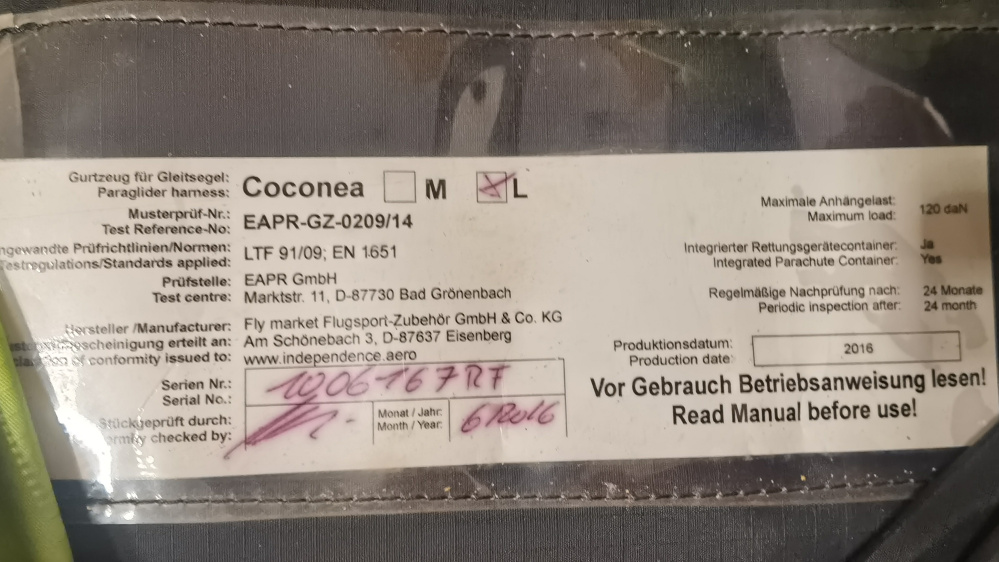 Gurtzeug für Gleitsegel:
Paraglider harness:
Coconea M L
Musterprüf-Nr.:
Test Reference-No:
EAPR-GZ-0209/14
ngewandte Prüfrichtlinien/Normen:
Testregulations/Standards applied:
LTF 91/09; EN 1651
Prüfstelle: EAPR GmbH
Test centre: Marktstr. 11, D-87730 Bad Grönenbach
Hersteller /Manufacturer: Fly market Flugsport-Zubehör GmbH & Co. KG
erteilt an: Am Schönebach 3, D-87637 Eisenberg
of conformity issued to: www.independence.aero
Serien Nr.:
Serial No.:
1006167RF
Stückgeprüft durch:
checked by:
Monat / Jahr:
Month / Year:
6/2016
Maximale Anhängelast:
Maximum load:
120 daN
Integrierter Rettungsgerätecontainer: Ja
Integrated Parachute Container: Yes
Regelmäßige Nachprüfung nach: 24 Monate
Periodic inspection after: 24 month
Produktionsdatum:
Production date:
2016
Vor Gebrauch Betriebsanweisung lesen!
Read Manual before use!